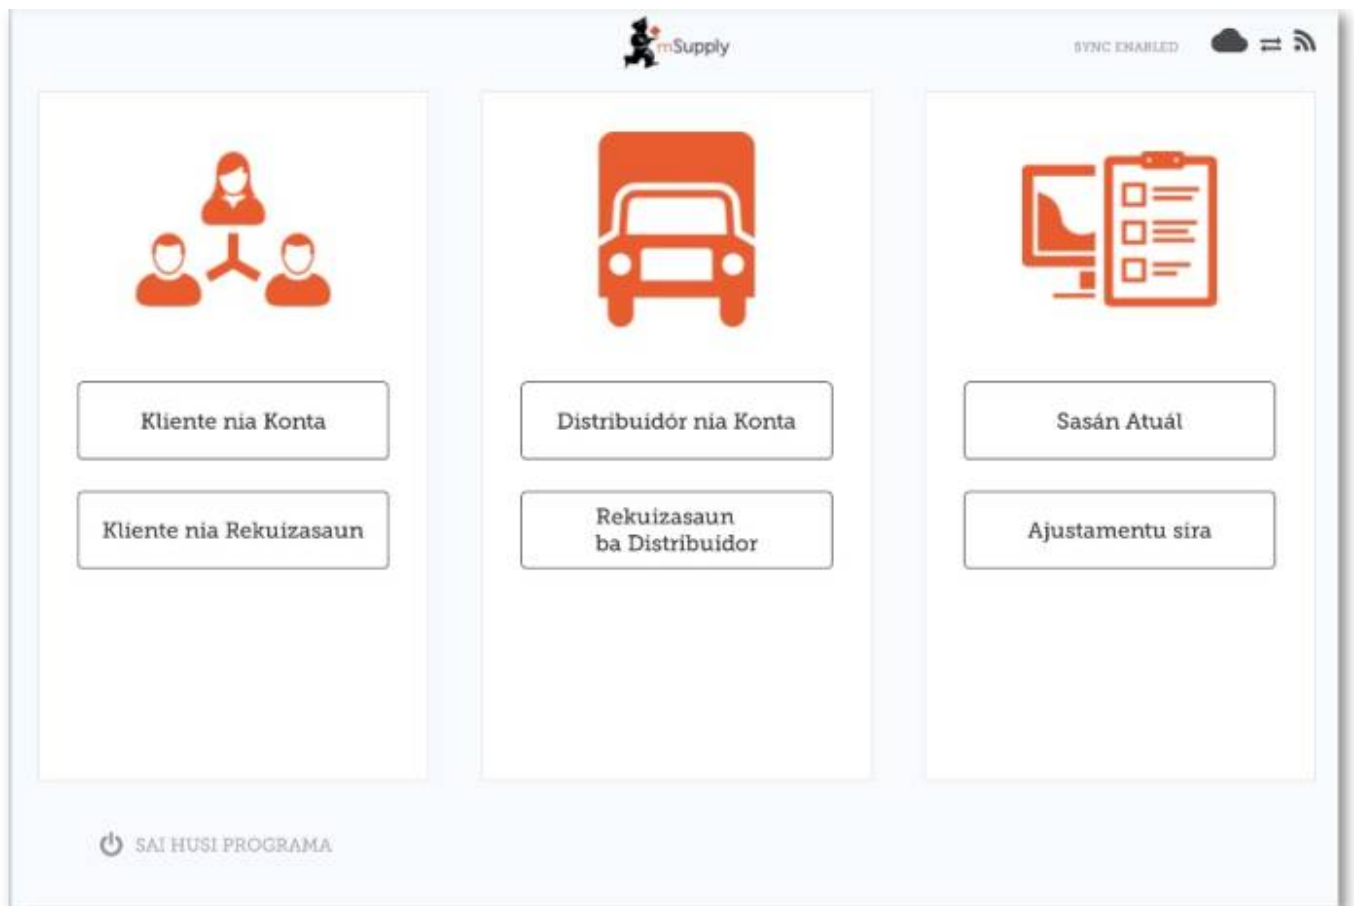 mSupply
SYNC ENABLED
Kliente nia Konta
Kliente nia Rekuizasaun
Distribuidór nia Konta
Rekuizasaun
ba Distribuidor
Sasán Atuál
Ajustamentu sira
SAI HUSI PROGRAMA